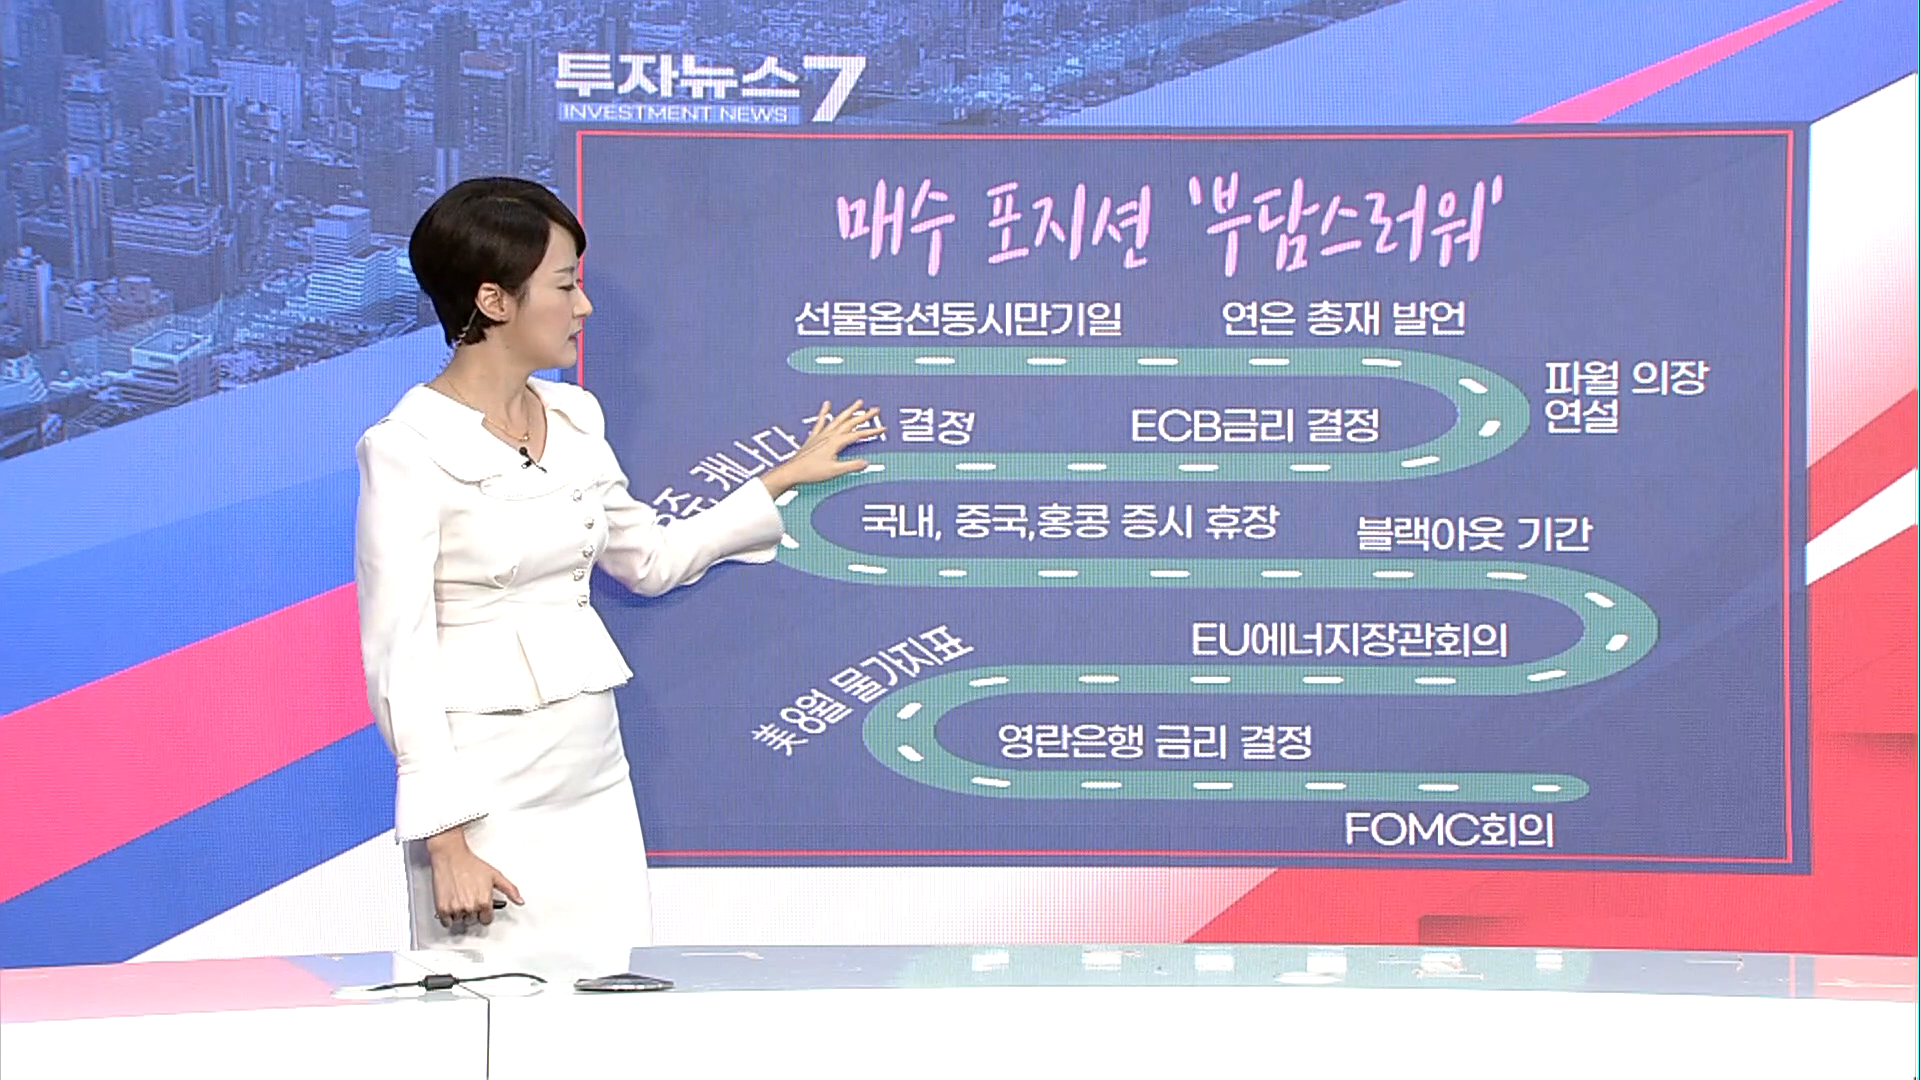 투자뉴스7
INVESTMENT NEWS
매수 포지션 '부담스러워'
선물옵션동시만기일
연은 총재 발언
파월 의장
연설
ECB금리 결정
캐나다 결정
국내, 중국,홍콩 증시 휴장
블랙아웃 기간
EU에너지장관회의
美 8월 물가지표
영란은행 금리 결정
FOMC회의